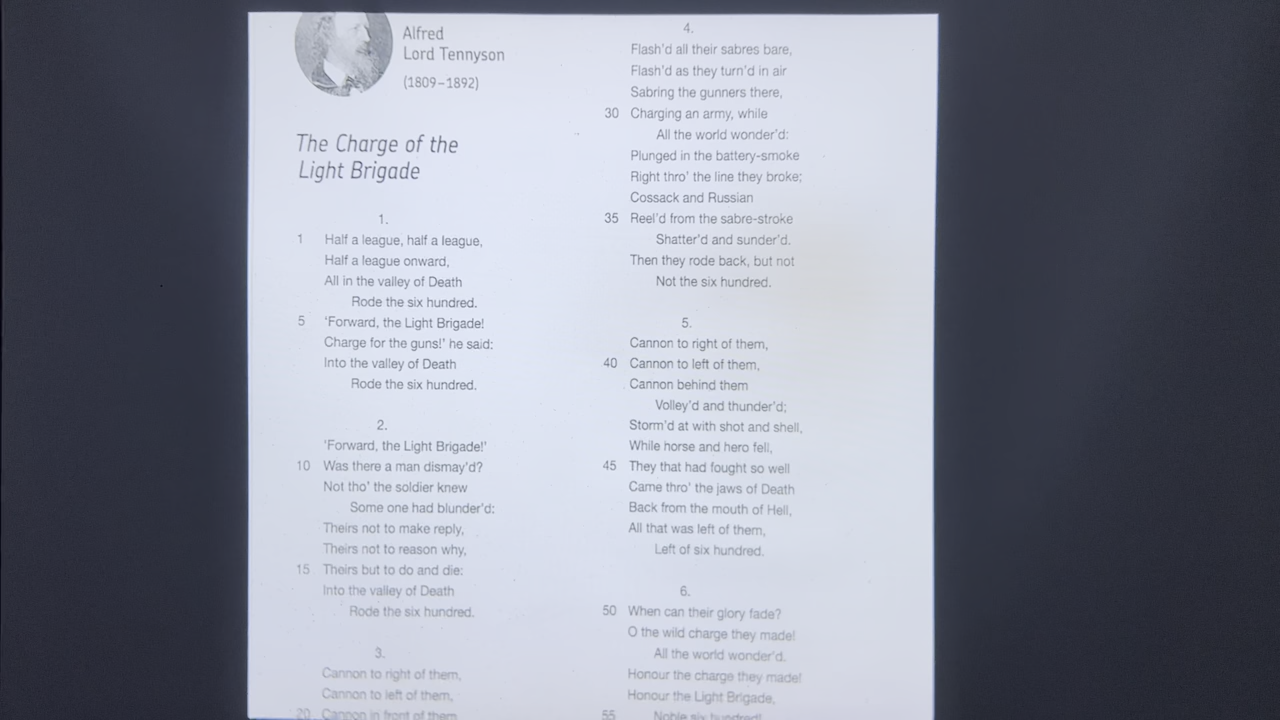 Alfred
Lord Tennyson
(1809–1892)
The Charge of the
Light Brigade
1.
1 Half a league, half a league,
Half a league onward,
All in the valley of Death
Rode the six hundred.
5 ‘Forward, the Light Brigade!
Charge for the guns!’ he said:
Into the valley of Death
Rode the six hundred.
2.
‘Forward, the Light Brigade!’
10 Was there a man dismay’d?
Not tho’ the soldier knew
Some one had blunder’d:
Theirs not to make reply,
Theirs not to reason why,
15 Theirs but to do and die:
Into the valley of Death
Rode the six hundred.
3.
Cannon to right of them,
Cannon to left of them,
20 Cannon in front of them
4.
Flash’d all their sabres bare,
Flash’d as they turn’d in air
Sabring the gunners there,
30 Charging an army, while
All the world wonder’d:
Plunged in the battery-smoke
Right thro’ the line they broke;
Cossack and Russian
35 Reel’d from the sabre-stroke
Shatter’d and sunder’d.
Then they rode back, but not
Not the six hundred.
5.
Cannon to right of them,
40 Cannon to left of them,
Cannon behind them
Volley’d and thunder’d;
Storm’d at with shot and shell,
While horse and hero fell,
45 They that had fought so well
Came thro’ the jaws of Death
Back from the mouth of Hell,
All that was left of them,
Left of six hundred.
6.
50 When can their glory fade?
O the wild charge they made!
All the world wonder’d.
Honour the charge they made!
Honour the Light Brigade,
55 Noble six hundred!